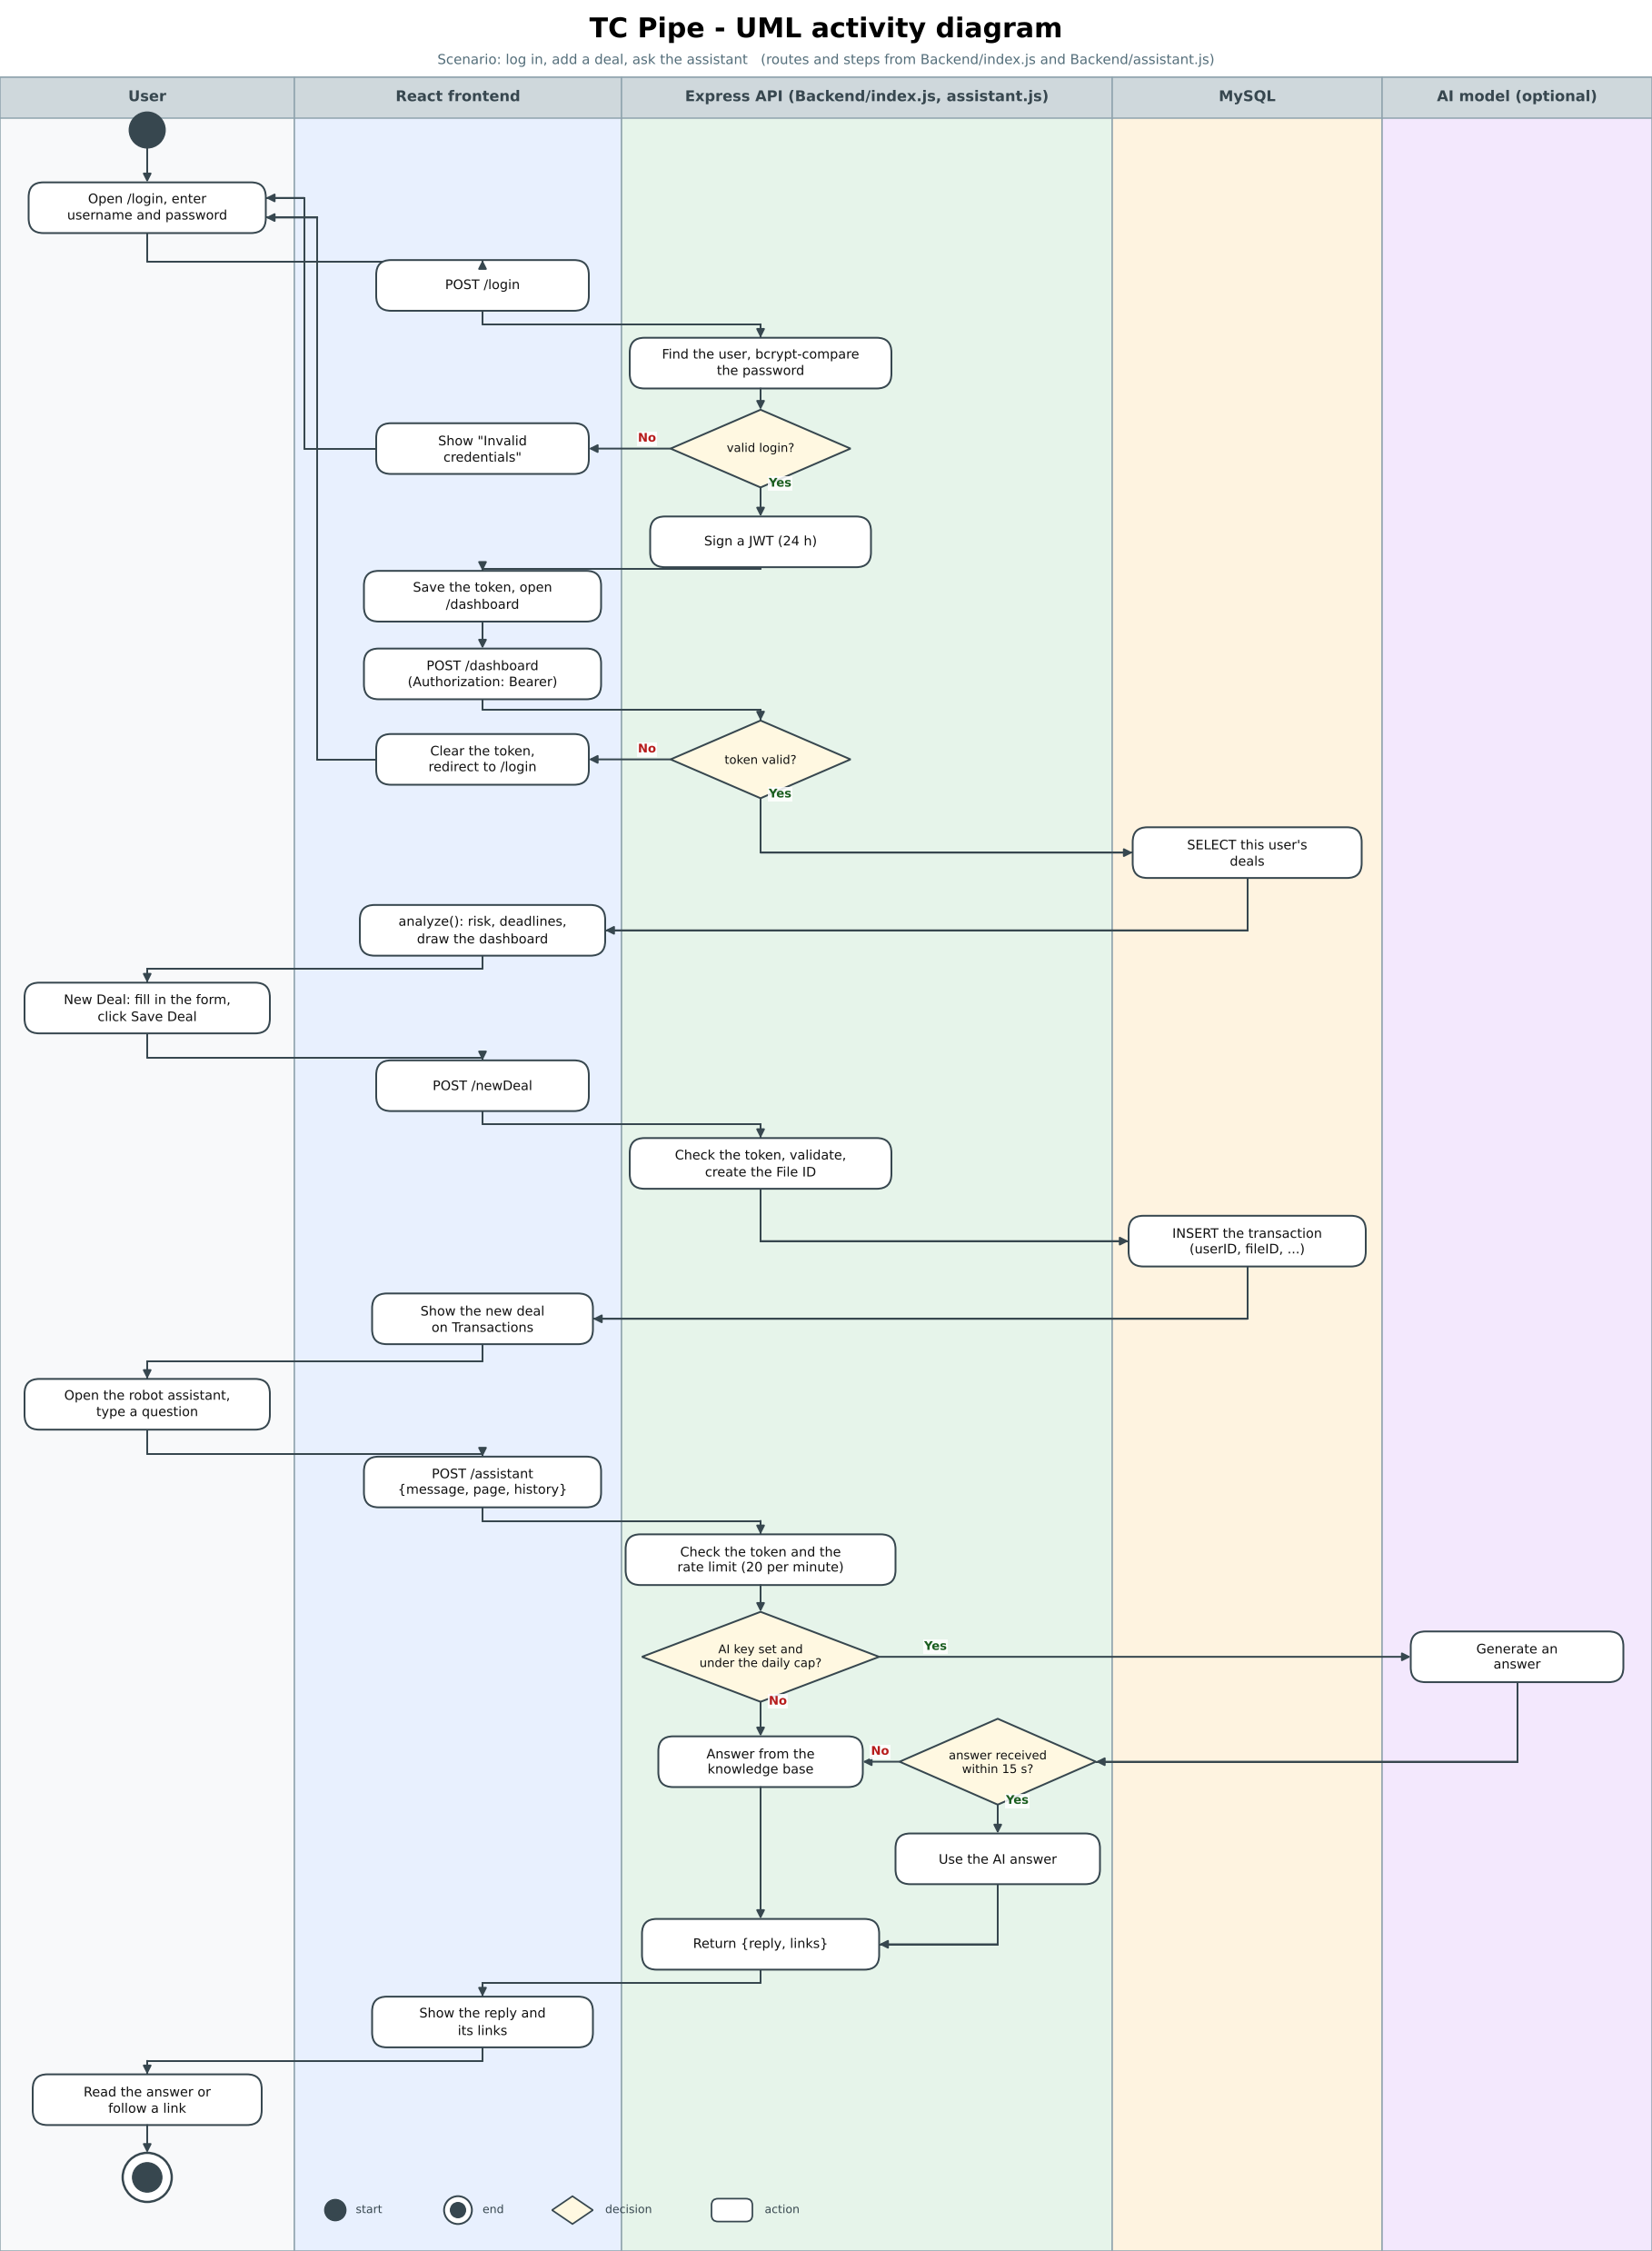 TC Pipe - UML activity diagram
Scenario: log in, add a deal, ask the assistant (routes and steps from Backend/index.js and Backend/assistant.js)
User
React frontend
Express API (Backend/index.js, assistant.js)
MySQL
AI model (optional)
Open /login, enter
username and password
POST /login
Find the user, bcrypt-compare
the password
valid login?
No
Show "Invalid
credentials"
Yes
Sign a JWT (24 h)
Save the token, open
/dashboard
POST /dashboard
(Authorization: Bearer)
token valid?
No
Clear the token,
redirect to /login
Yes
SELECT this user's
deals
analyze(): risk, deadlines,
draw the dashboard
New Deal: fill in the form,
click Save Deal
POST /newDeal
Check the token, validate,
create the File ID
INSERT the transaction
(userID, fileID, ...)
Show the new deal
on Transactions
Open the robot assistant,
type a question
POST /assistant
{message, page, history}
Check the token and the
rate limit (20 per minute)
AI key set and
under the daily cap?
Yes
Generate an
answer
No
Answer from the
knowledge base
No
answer received
within 15 s?
Yes
Use the AI answer
Return {reply, links}
Show the reply and
its links
Read the answer or
follow a link
start
end
decision
action